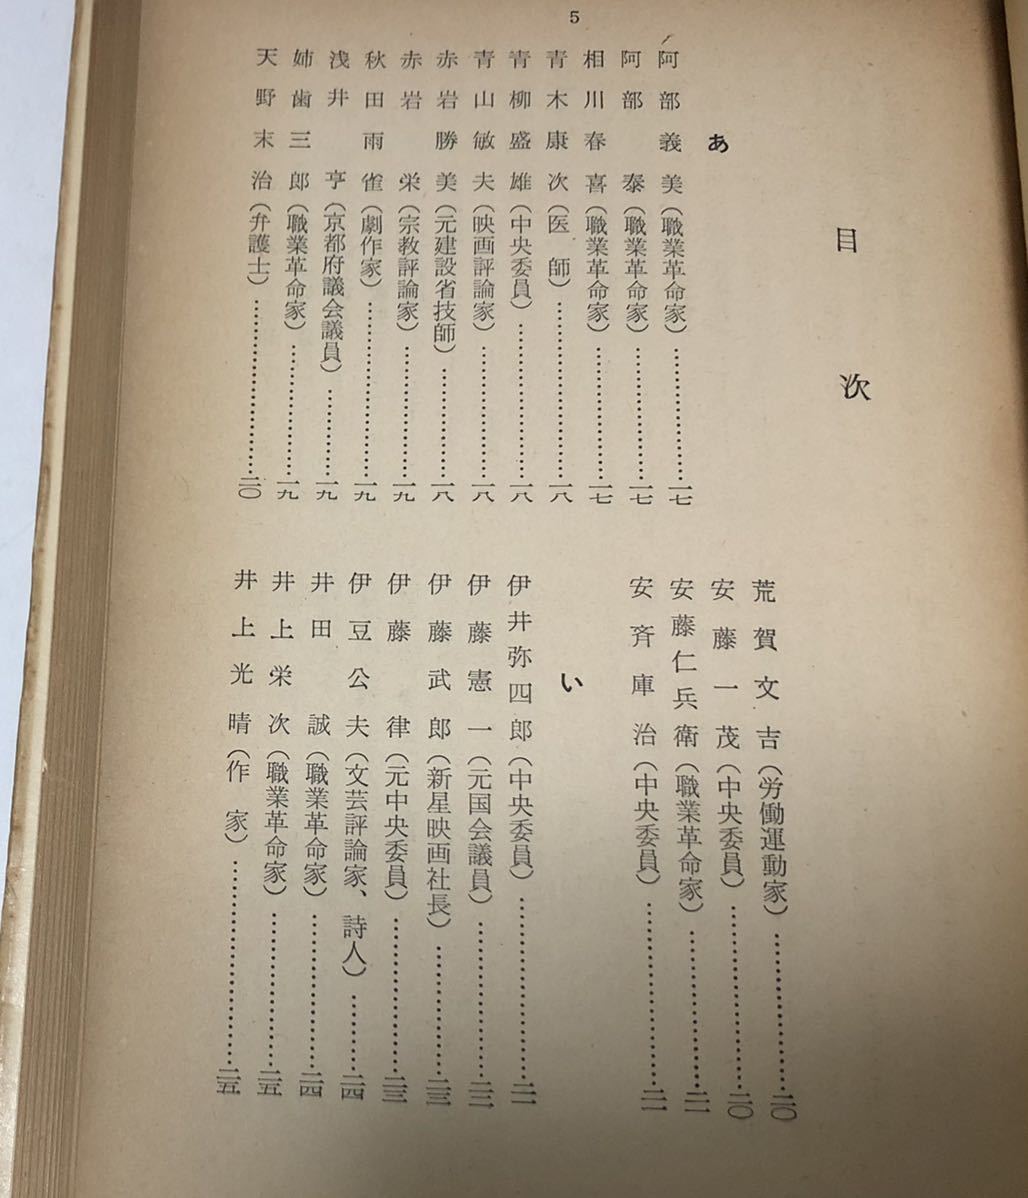 5
目次
あ
阿部義美(職業革命家)…………一七
阿部泰(職業革命家)…………一七
相川春喜(職業革命家)…………一七
青木康次(医師)…………一八
青柳盛雄(中央委員)…………一八
青山敏夫(映画評論家)…………一八
赤岩勝美(元建設省技師)…………一八
赤岩栄(宗教評論家)…………一九
秋田雨雀(劇作家)…………一九
浅井亨(京都府議会議員)…………一九
姉歯三郎(職業革命家)…………一九
天野末治(弁護士)…………二〇
荒賀文吉(労働運動家)…………二〇
安藤一茂(中央委員)…………二〇
安藤仁兵衛(職業革命家)…………二一
安斉庫治(中央委員)…………二一
い
伊井弥四郎(中央委員)…………二一
伊藤憲一(元国会議員)…………二二
伊藤武郎(新星映画社長)…………二三
伊藤律(元中央委員)…………二三
伊豆公夫(文芸評論家、詩人)…………二四
井田誠(職業革命家)…………二四
井上栄次(職業革命家)…………二五
井上光晴(作家)…………二五